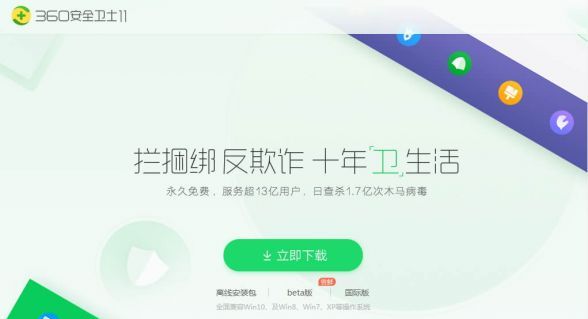 360安全卫士11
拦捆绑 反欺诈 十年「卫」生活
永久免费，服务超13亿用户，日查杀1.7亿次木马病毒
立即下载
尝鲜
离线安装包 | beta版 | 国际版
全面兼容Win10，及Win8、Win7、XP等操作系统